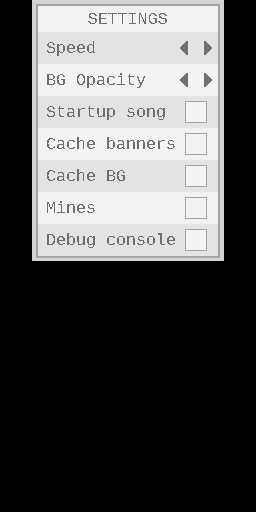 SETTINGS
Speed
BG Opacity
Startup song
Cache banners
Cache BG
Mines
Debug console